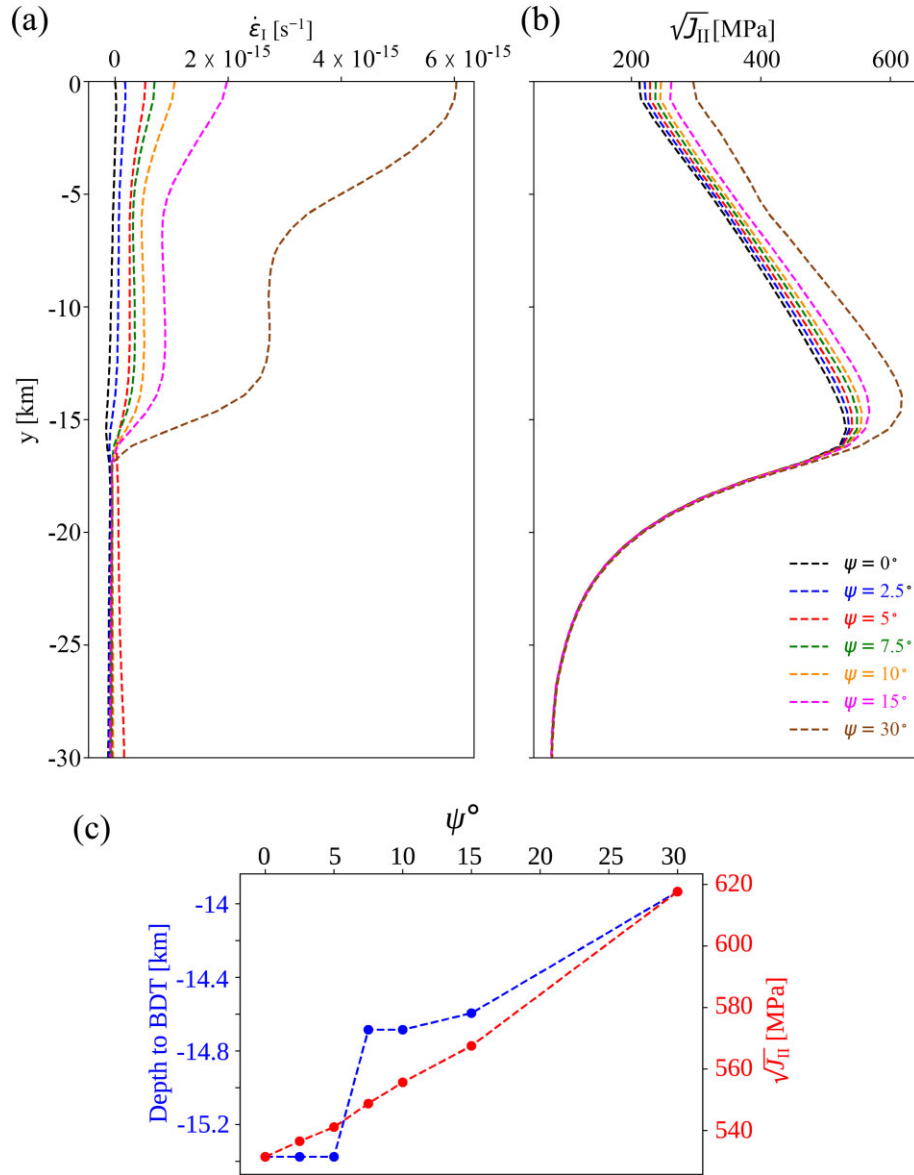 (a)
ε̇_I [s⁻¹]
0 2 × 10⁻¹⁵ 4 × 10⁻¹⁵ 6 × 10⁻¹⁵
0
-5
-10
-15
-20
-25
-30
y [km]
(b)
√J_II [MPa]
200 400 600
ψ = 0°
ψ = 2.5°
ψ = 5°
ψ = 7.5°
ψ = 10°
ψ = 15°
ψ = 30°
(c)
ψ°
0 5 10 15 20 25 30
Depth to BDT [km]
-14
-14.4
-14.8
-15.2
620
600
580
560
540
√J_II [MPa]